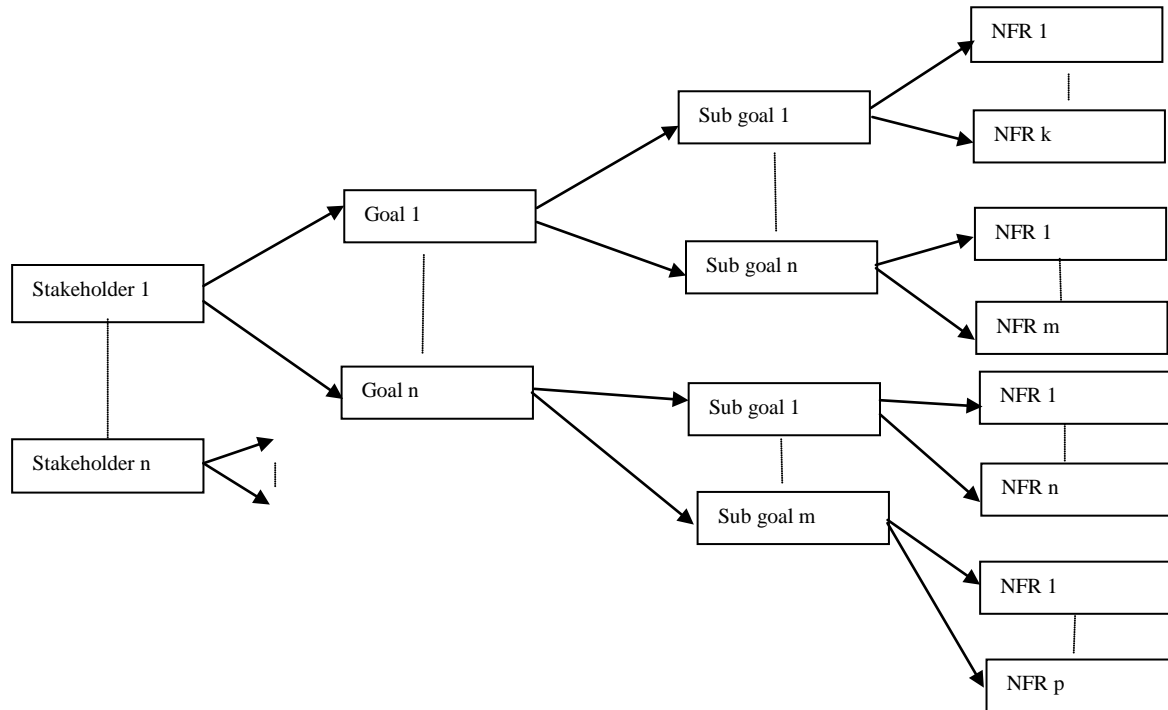 Stakeholder 1
Stakeholder n
Goal 1
Goal n
Sub goal 1
Sub goal n
Sub goal 1
Sub goal m
NFR 1
NFR k
NFR 1
NFR m
NFR 1
NFR n
NFR 1
NFR p